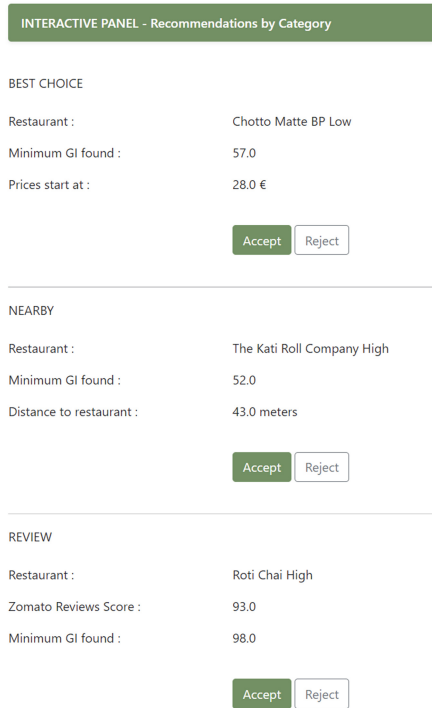 INTERACTIVE PANEL - Recommendations by Category
BEST CHOICE
Restaurant : Chotto Matte BP Low
Minimum GI found : 57.0
Prices start at : 28.0 €
Accept Reject
NEARBY
Restaurant : The Kati Roll Company High
Minimum GI found : 52.0
Distance to restaurant : 43.0 meters
Accept Reject
REVIEW
Restaurant : Roti Chai High
Zomato Reviews Score : 93.0
Minimum GI found : 98.0
Accept Reject